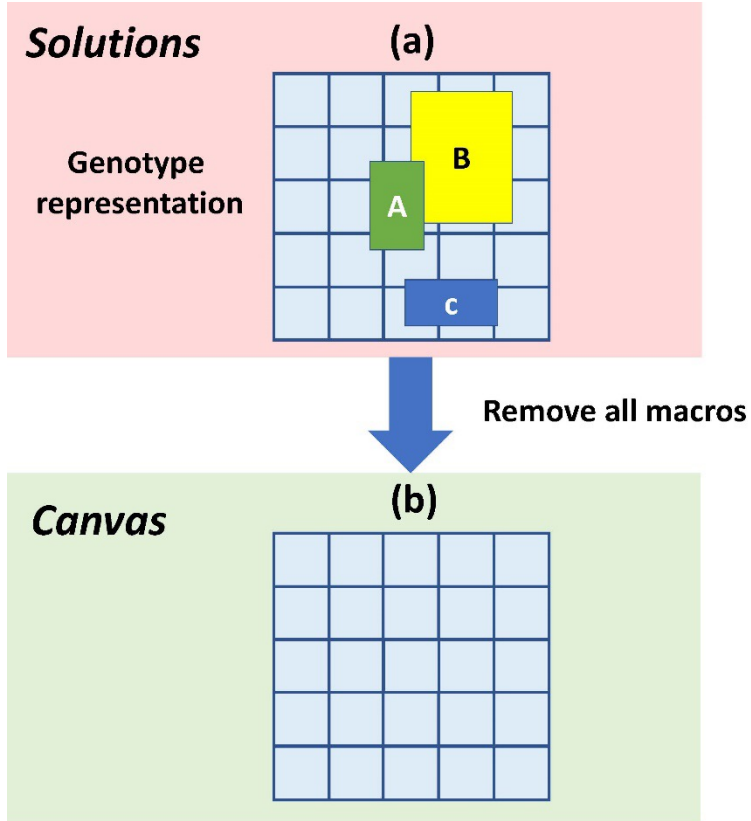 Solutions
(a)
Genotype
representation
B
A
c
Remove all macros
(b)
Canvas